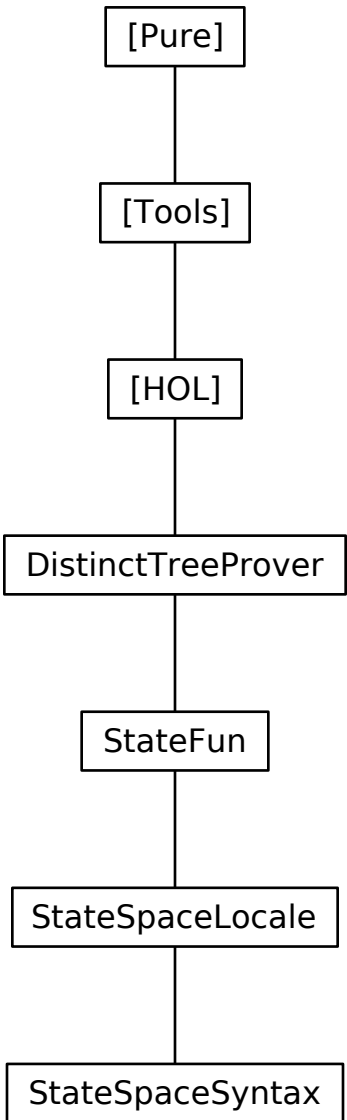 [Pure]
[Tools]
[HOL]
DistinctTreeProver
StateFun
StateSpaceLocale
StateSpaceSyntax